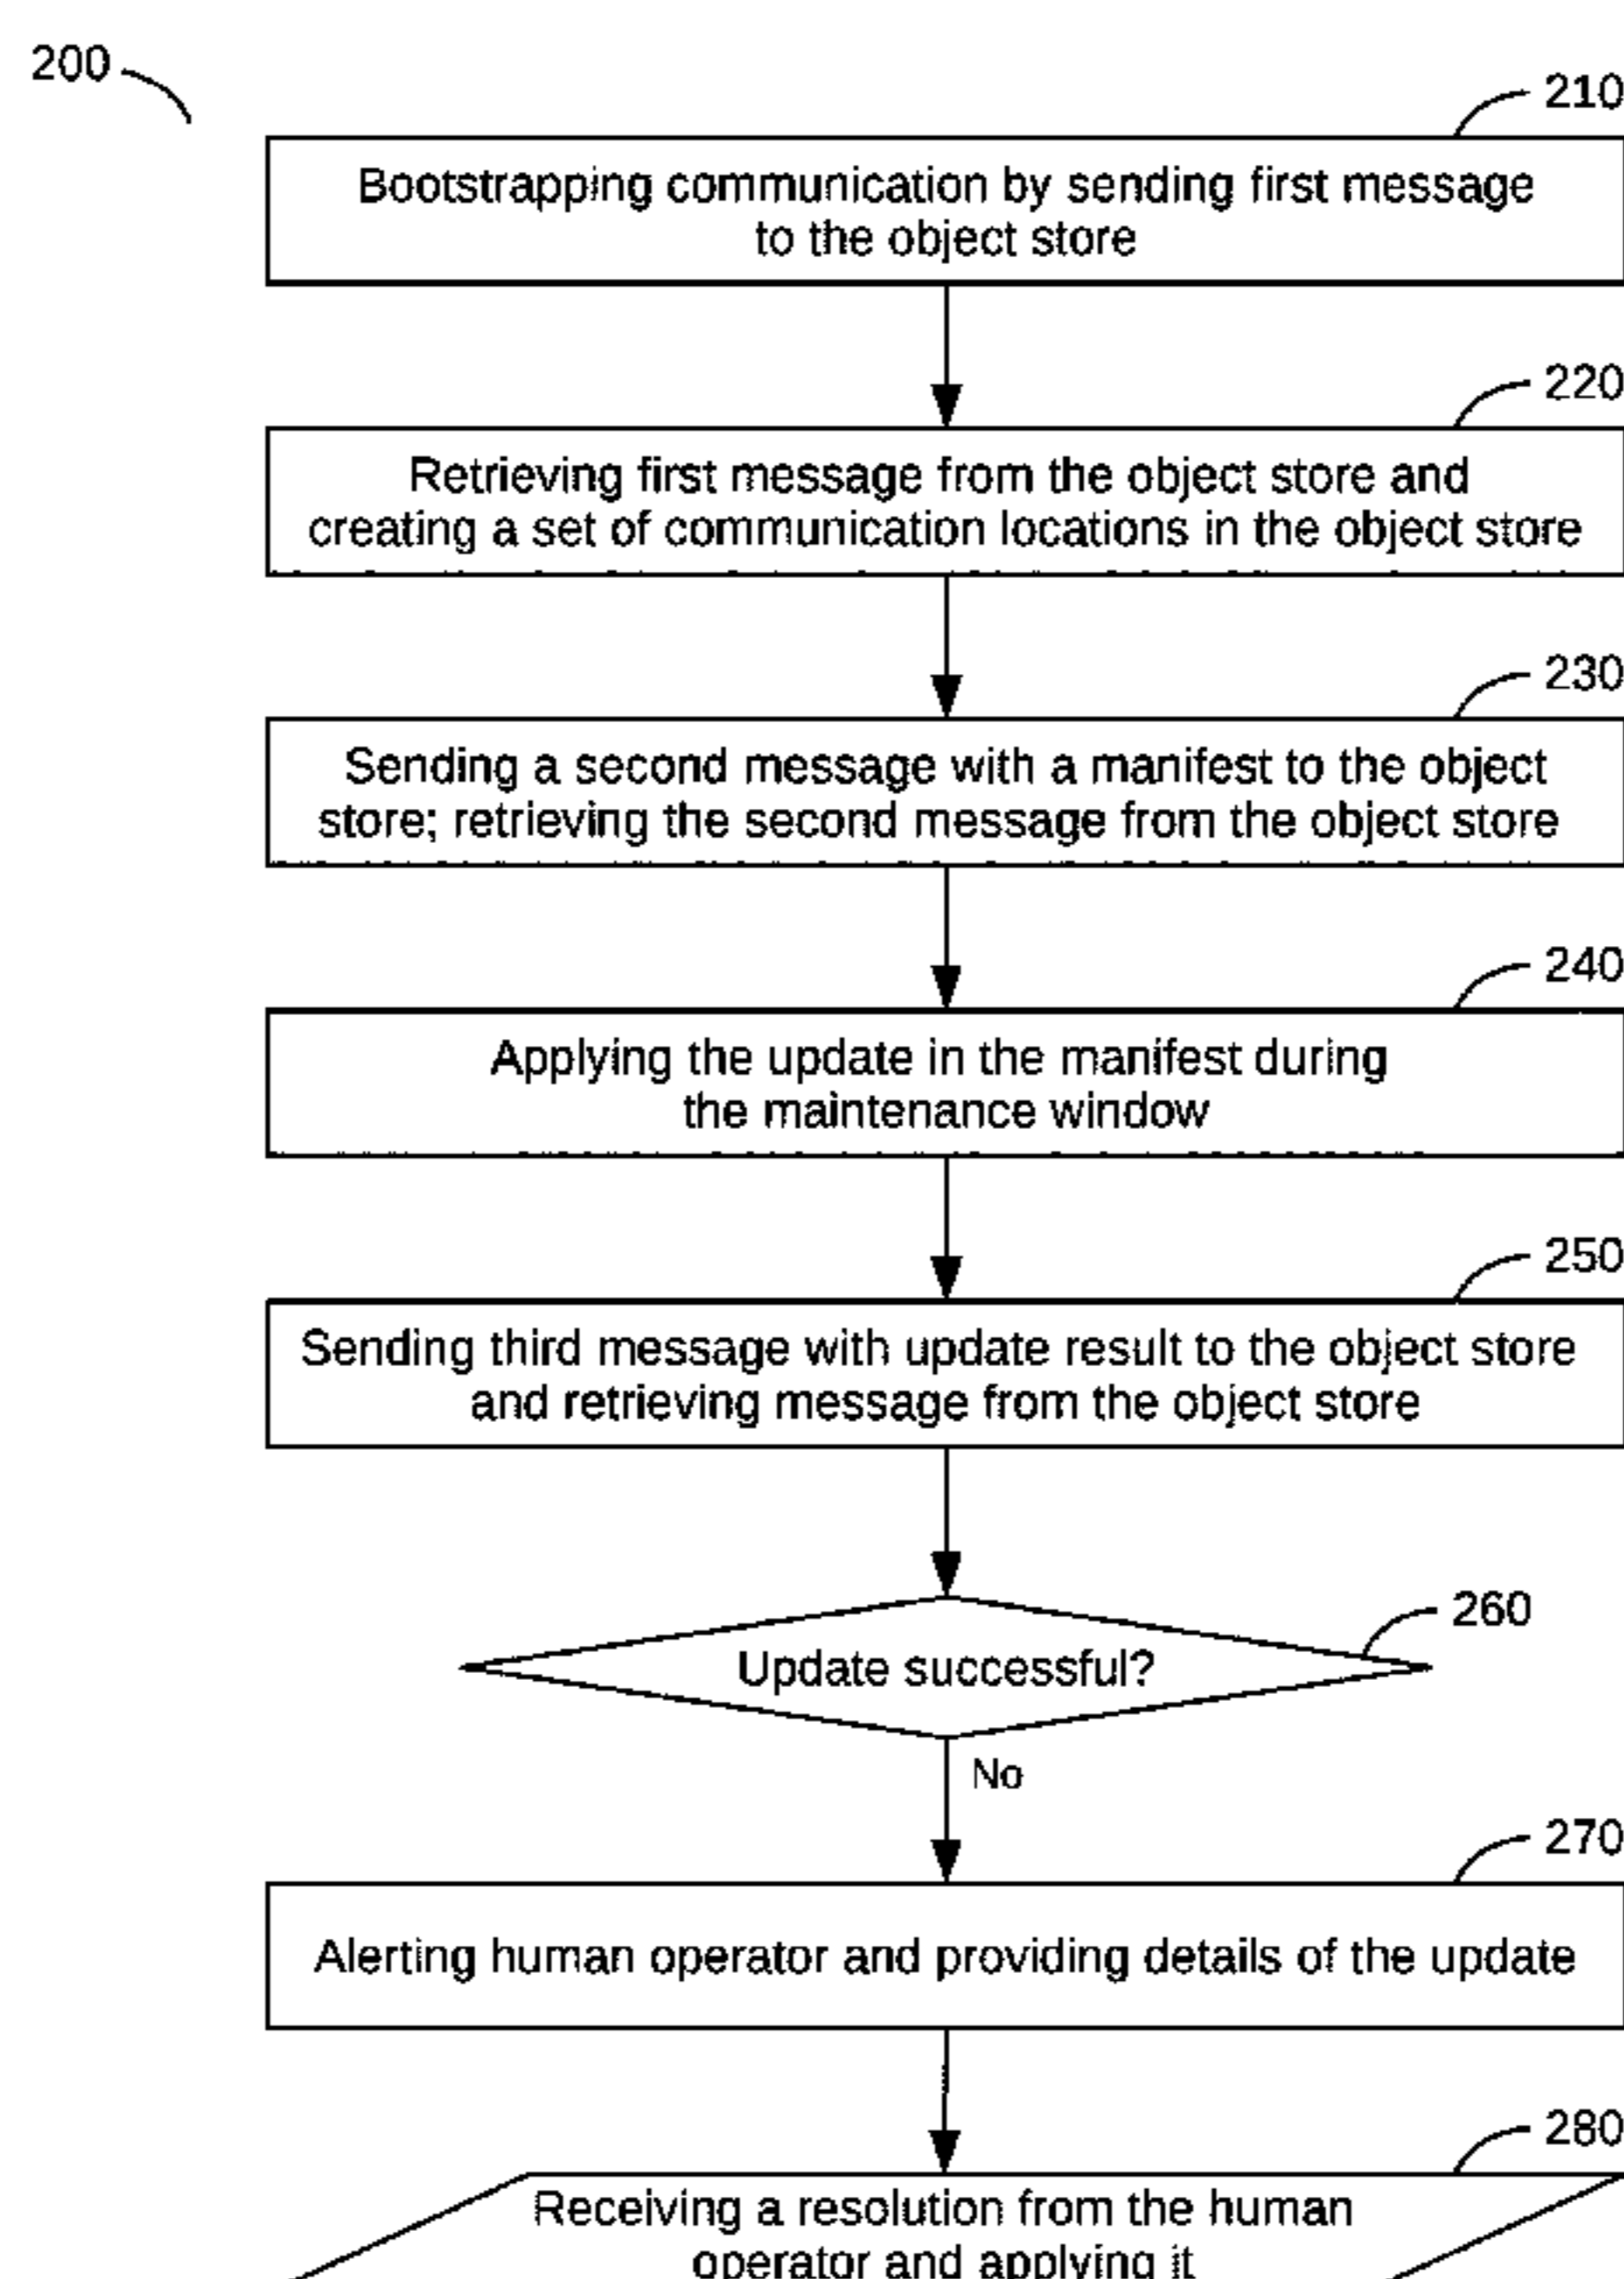 200
210
Bootstrapping communication by sending first message
to the object store
220
Retrieving first message from the object store and
creating a set of communication locations in the object store
230
Sending a second message with a manifest to the object
store; retrieving the second message from the object store
240
Applying the update in the manifest during
the maintenance window
250
Sending third message with update result to the object store
and retrieving message from the object store
260
Update successful?
No
270
Alerting human operator and providing details of the update
280
Receiving a resolution from the human
operator and applying it